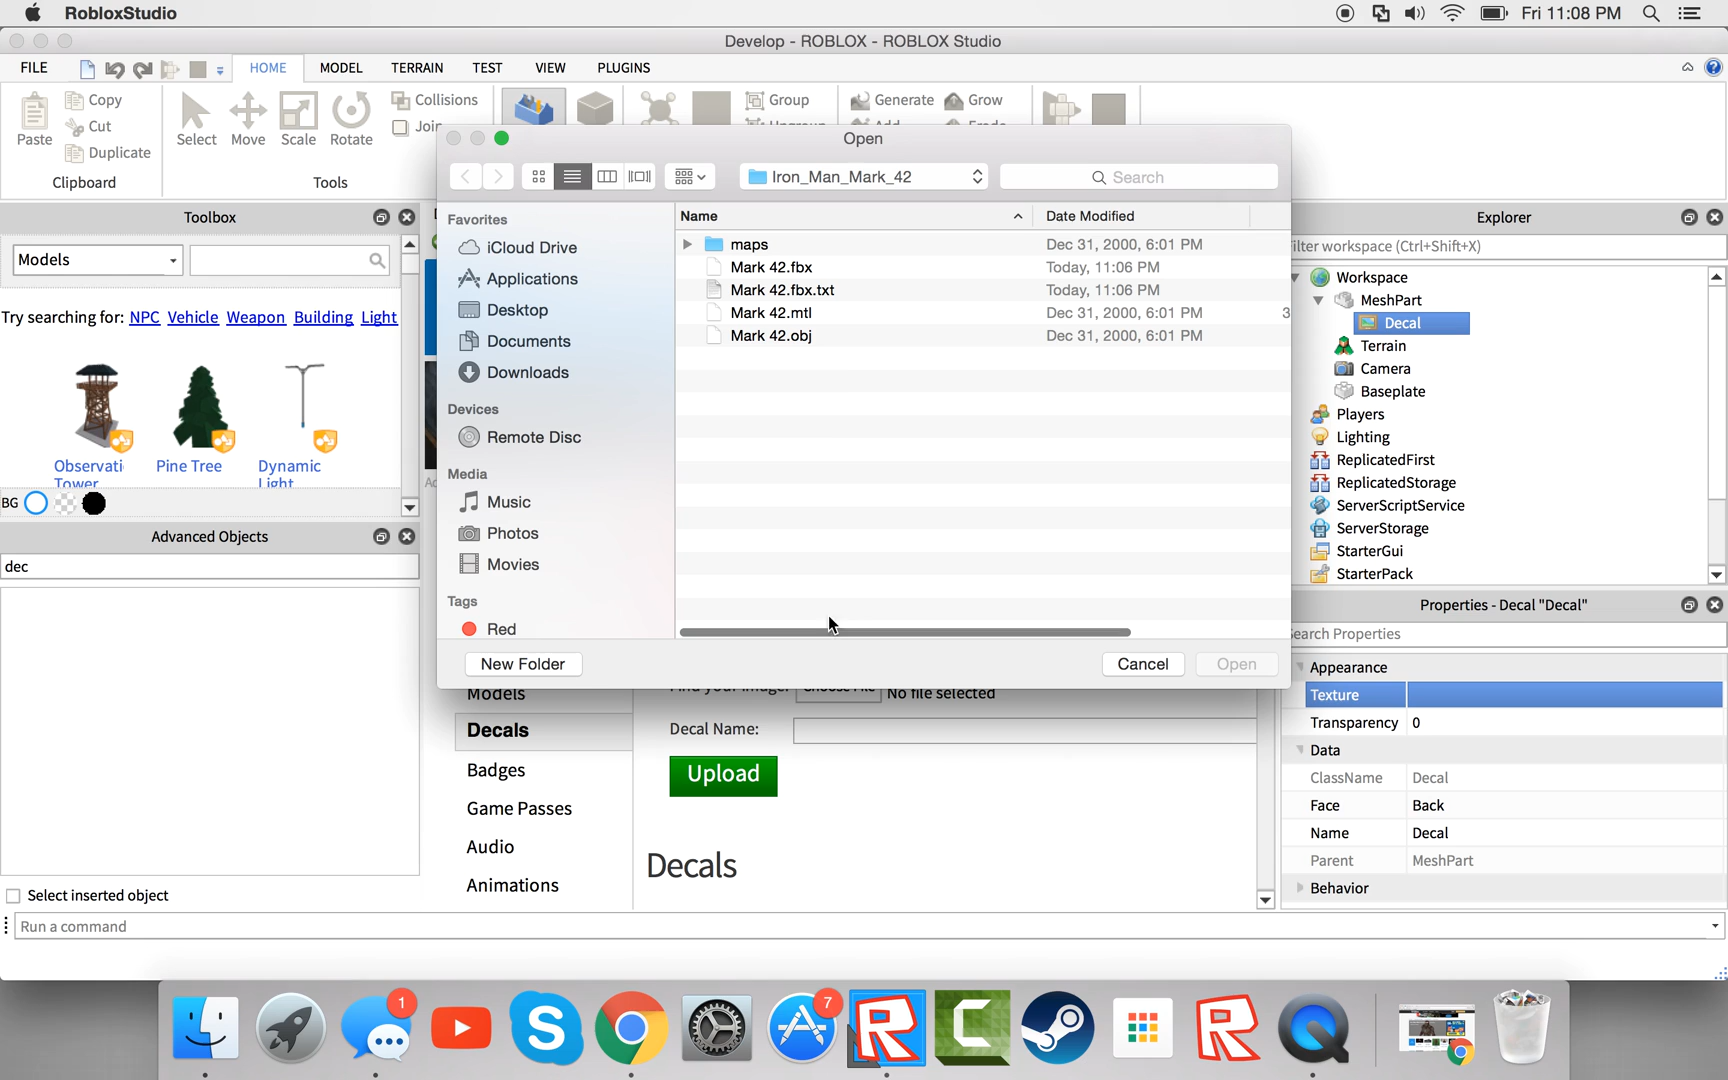 RobloxStudio
Fri 11:08 PM
Develop - ROBLOX - ROBLOX Studio
FILE
HOME
MODEL
TERRAIN
TEST
VIEW
PLUGINS
Paste
Copy
Cut
Duplicate
Clipboard
Select
Move
Scale
Rotate
Collisions
Join
Tools
Group
Generate
Grow
Toolbox
Models
Try searching for: NPC Vehicle Weapon Building Light
Observati
Tower
Pine Tree
Dynamic
Light
BG
Advanced Objects
dec
Select inserted object
Run a command
Open
Iron_Man_Mark_42
Search
Favorites
iCloud Drive
Applications
Desktop
Documents
Downloads
Devices
Remote Disc
Media
Music
Photos
Movies
Tags
Red
Name
Date Modified
maps Dec 31, 2000, 6:01 PM
Mark 42.fbx Today, 11:06 PM
Mark 42.fbx.txt Today, 11:06 PM
Mark 42.mtl Dec 31, 2000, 6:01 PM 3
Mark 42.obj Dec 31, 2000, 6:01 PM
New Folder
Cancel
Open
Models
Decals
Badges
Game Passes
Audio
Animations
No file selected
Decal Name:
Upload
Decals
Explorer
ilter workspace (Ctrl+Shift+X)
Workspace
MeshPart
Decal
Terrain
Camera
Baseplate
Players
Lighting
ReplicatedFirst
ReplicatedStorage
ServerScriptService
ServerStorage
StarterGui
StarterPack
Properties - Decal "Decal"
earch Properties
Appearance
Texture
Transparency 0
Data
ClassName Decal
Face Back
Name Decal
Parent MeshPart
Behavior
1
7